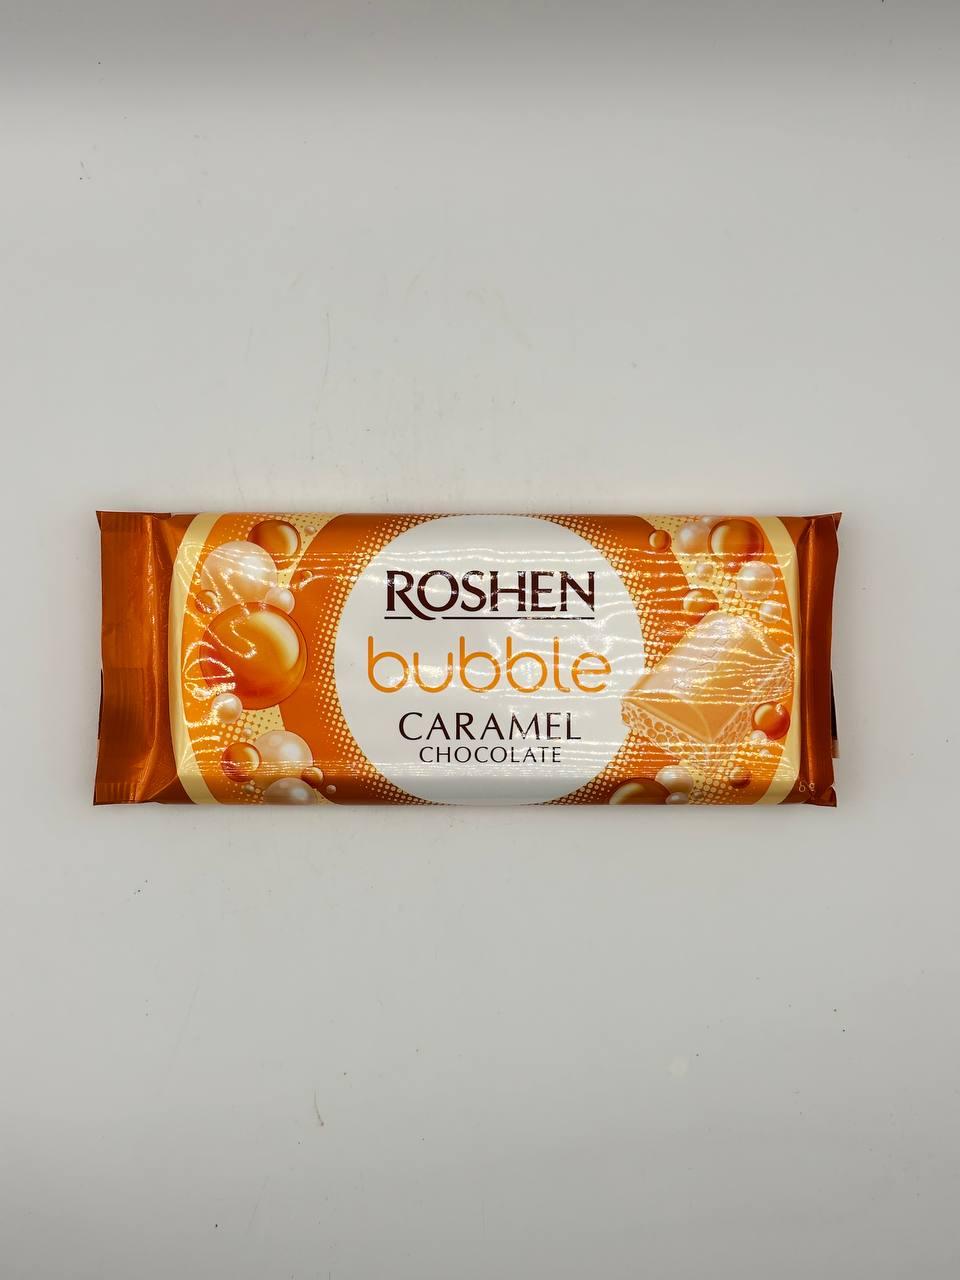 ROSHEN
bubble
CARAMEL
CHOCOLATE